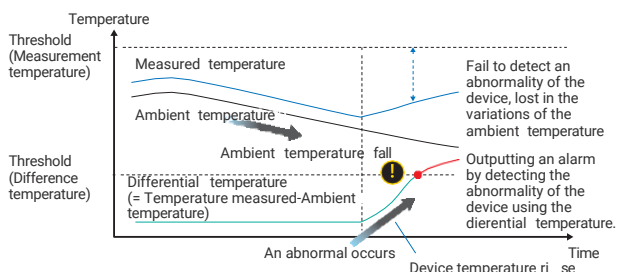 Temperature
Threshold
(Measurement
temperature)
Measured temperature
Fail to detect an
abnormality of the
device, lost in the
variations of the
ambient temperature
Ambient temperature
Ambient temperature fall
Threshold
(Difference
temperature)
!
Outputting an alarm
by detecting the
abnormality of the
device using the
dierential temperature.
Differential temperature
(= Temperature measured-Ambient
temperature)
An abnormal occurs
Time
Device temperature ri se